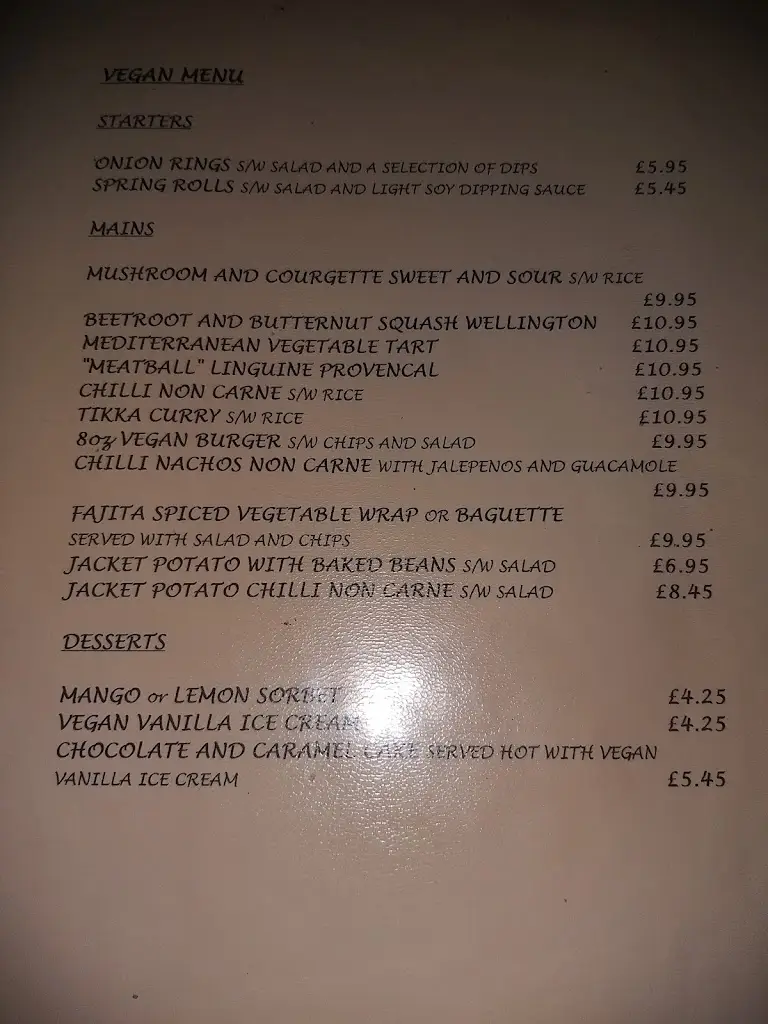 VEGAN MENU
STARTERS
ONION RINGS S/W SALAD AND A SELECTION OF DIPS £5.95
SPRING ROLLS S/W SALAD AND LIGHT SOY DIPPING SAUCE £5.45
MAINS
MUSHROOM AND COURGETTE SWEET AND SOUR S/W RICE
£9.95
BEETROOT AND BUTTERNUT SQUASH WELLINGTON £10.95
MEDITERRANEAN VEGETABLE TART £10.95
"MEATBALL" LINGUINE PROVENCAL £10.95
CHILLI NON CARNE S/W RICE £10.95
TIKKA CURRY S/W RICE £10.95
8oz VEGAN BURGER S/W CHIPS AND SALAD £9.95
CHILLI NACHOS NON CARNE WITH JALEPENOS AND GUACAMOLE
£9.95
FAJITA SPICED VEGETABLE WRAP OR BAGUETTE
SERVED WITH SALAD AND CHIPS £9.95
JACKET POTATO WITH BAKED BEANS S/W SALAD £6.95
JACKET POTATO CHILLI NON CARNE S/W SALAD £8.45
DESSERTS
MANGO or LEMON SORBET £4.25
VEGAN VANILLA ICE CREAM £4.25
CHOCOLATE AND CARAMEL CAKE SERVED HOT WITH VEGAN
VANILLA ICE CREAM £5.45